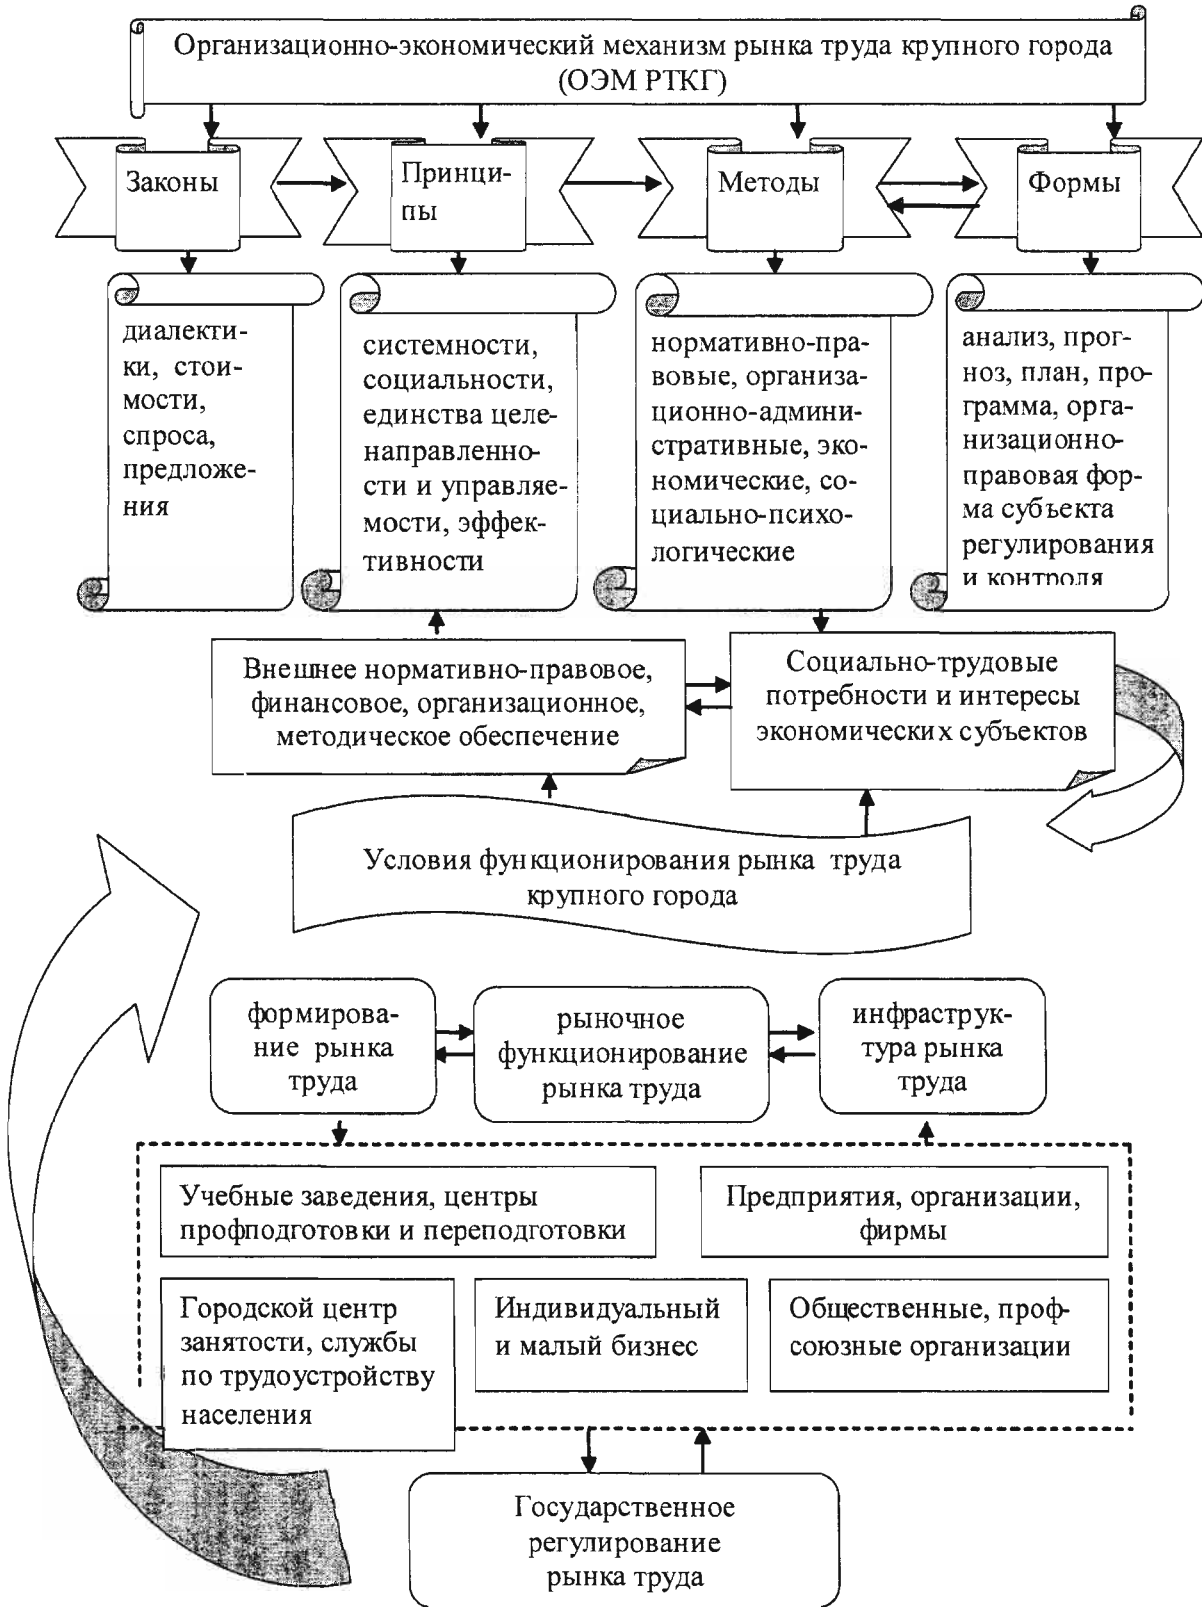 Организационно-экономический механизм рынка труда крупного города
(ОЭМ РТКГ)
Законы
Принци-
пы
Методы
Формы
диалекти-
ки, стои-
мости,
спроса,
предложе-
ния
системности,
социальности,
единства целе-
направленно-
сти и управляе-
мости, эффек-
тивности
нормативно-пра-
вовые, организа-
ционно-админи-
стративные, эко-
номические, со-
циально-психо-
логические
анализ, прог-
ноз, план, про-
грамма, орга-
низационно-
правовая фор-
ма субъекта
регулирования
и контроля
Внешнее нормативно-правовое,
финансовое, организационное,
методическое обеспечение
Социально-трудовые
потребности и интересы
экономических субъектов
Условия функционирования рынка труда
крупного города
формирова-
ние рынка
труда
рыночное
функционирование
рынка труда
инфраструк-
тура рынка
труда
Учебные заведения, центры
профподготовки и переподготовки
Предприятия, организации,
фирмы
Городской центр
занятости, службы
по трудоустройству
населения
Индивидуальный
и малый бизнес
Общественные, проф-
союзные организации
Государственное
регулирование
рынка труда